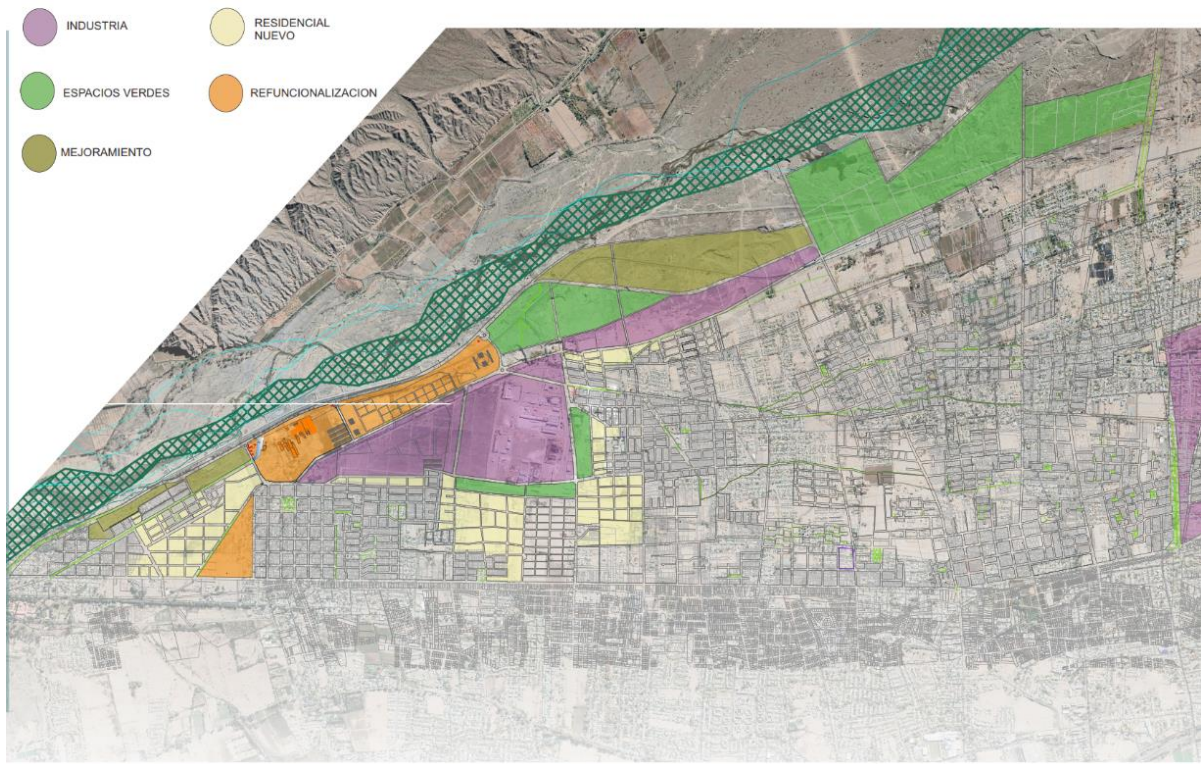 INDUSTRIA
RESIDENCIAL
NUEVO
ESPACIOS VERDES
REFUNCIONALIZACION
MEJORAMIENTO